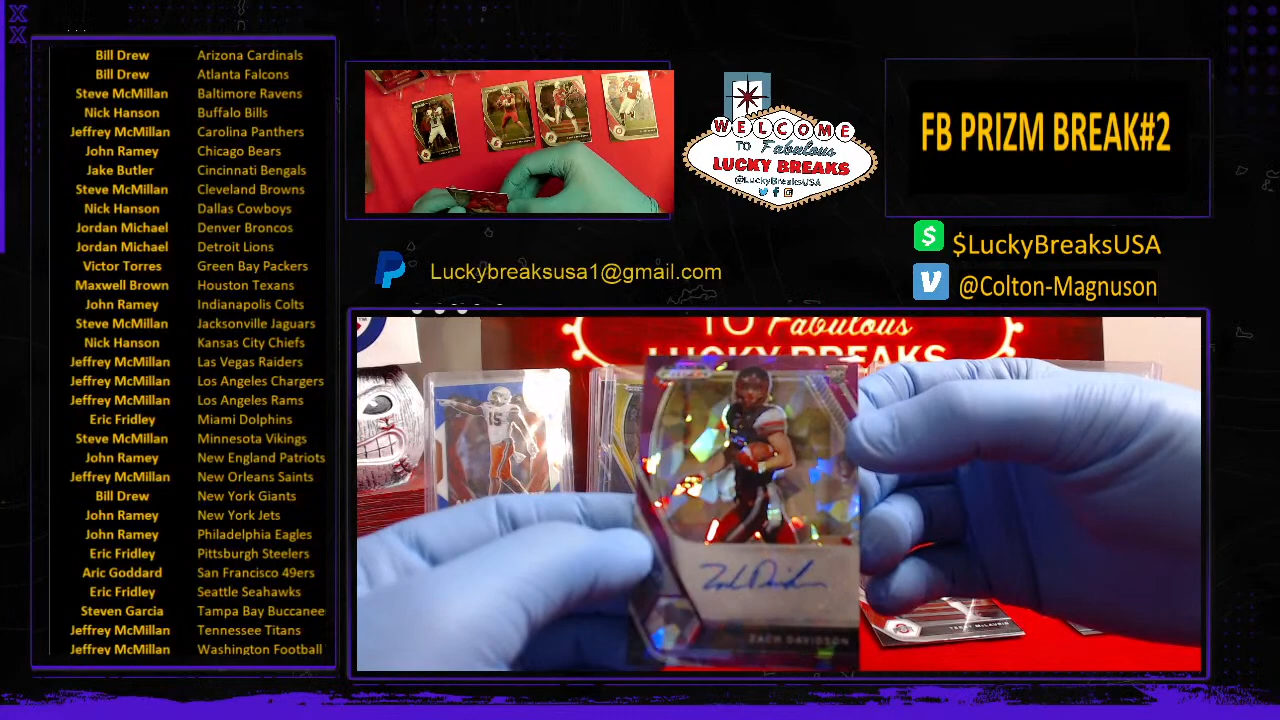 Bill Drew Arizona Cardinals
Bill Drew Atlanta Falcons
Steve McMillan Baltimore Ravens
Nick Hanson Buffalo Bills
Jeffrey McMillan Carolina Panthers
John Ramey Chicago Bears
Jake Butler Cincinnati Bengals
Steve McMillan Cleveland Browns
Nick Hanson Dallas Cowboys
Jordan Michael Denver Broncos
Jordan Michael Detroit Lions
Victor Torres Green Bay Packers
Maxwell Brown Houston Texans
John Ramey Indianapolis Colts
Steve McMillan Jacksonville Jaguars
Nick Hanson Kansas City Chiefs
Jeffrey McMillan Las Vegas Raiders
Jeffrey McMillan Los Angeles Chargers
Jeffrey McMillan Los Angeles Rams
Eric Fridley Miami Dolphins
Steve McMillan Minnesota Vikings
John Ramey New England Patriots
Jeffrey McMillan New Orleans Saints
Bill Drew New York Giants
John Ramey New York Jets
John Ramey Philadelphia Eagles
Eric Fridley Pittsburgh Steelers
Aric Goddard San Francisco 49ers
Eric Fridley Seattle Seahawks
Steven Garcia Tampa Bay Buccanee
Jeffrey McMillan Tennessee Titans
Jeffrey McMillan Washington Football
WELCOME
TO Fabulous
LUCKY BREAKS
@LuckyBreaksUSA
FB PRIZM BREAK#2
$LuckyBreaksUSA
@Colton-Magnuson
Luckybreaksusa1@gmail.com
TO Fabulous
LUCKY BREAKS
15
ZACH DAVIDSON
TERRY MCLAURIN